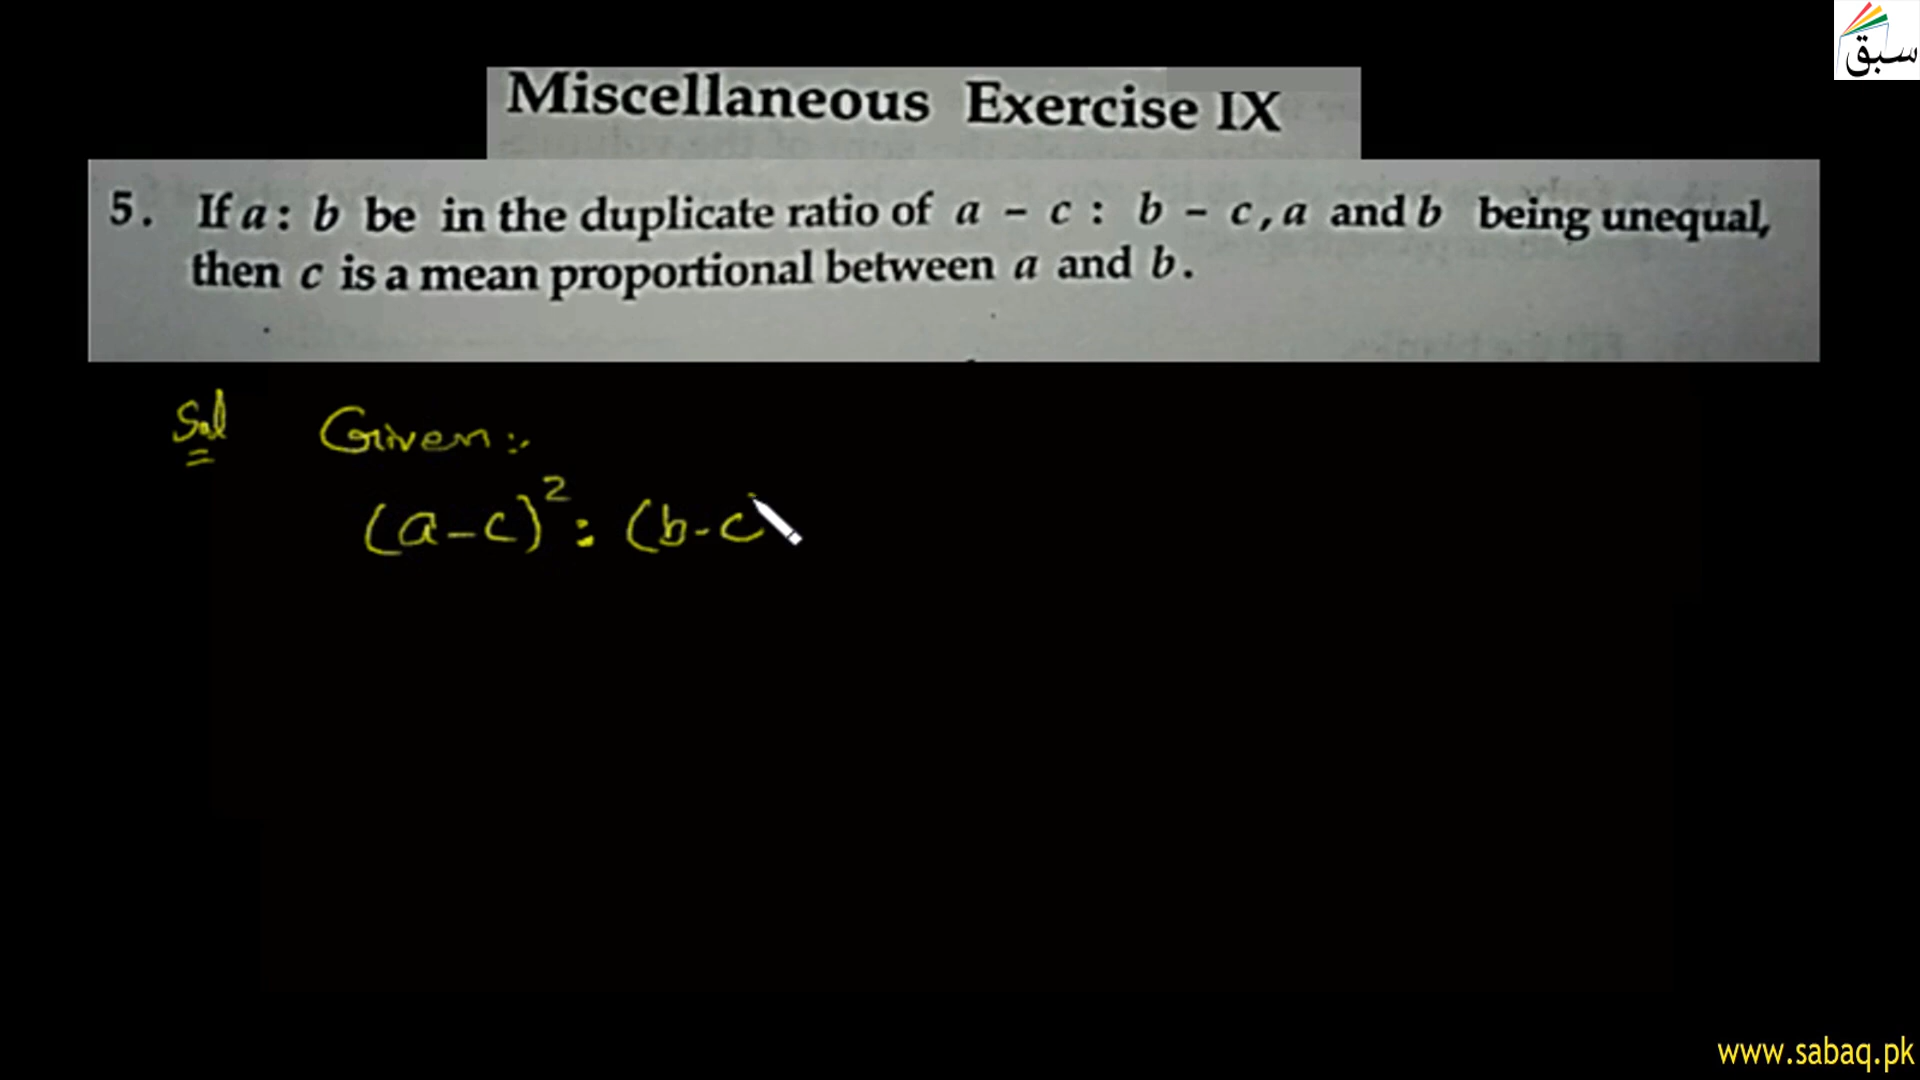 سبق
Miscellaneous Exercise IX
5. If a : b be in the duplicate ratio of a - c : b - c, a and b being unequal,
then c is a mean proportional between a and b.
Sol Given:-
(a-c)² : (b-c)
www.sabaq.pk